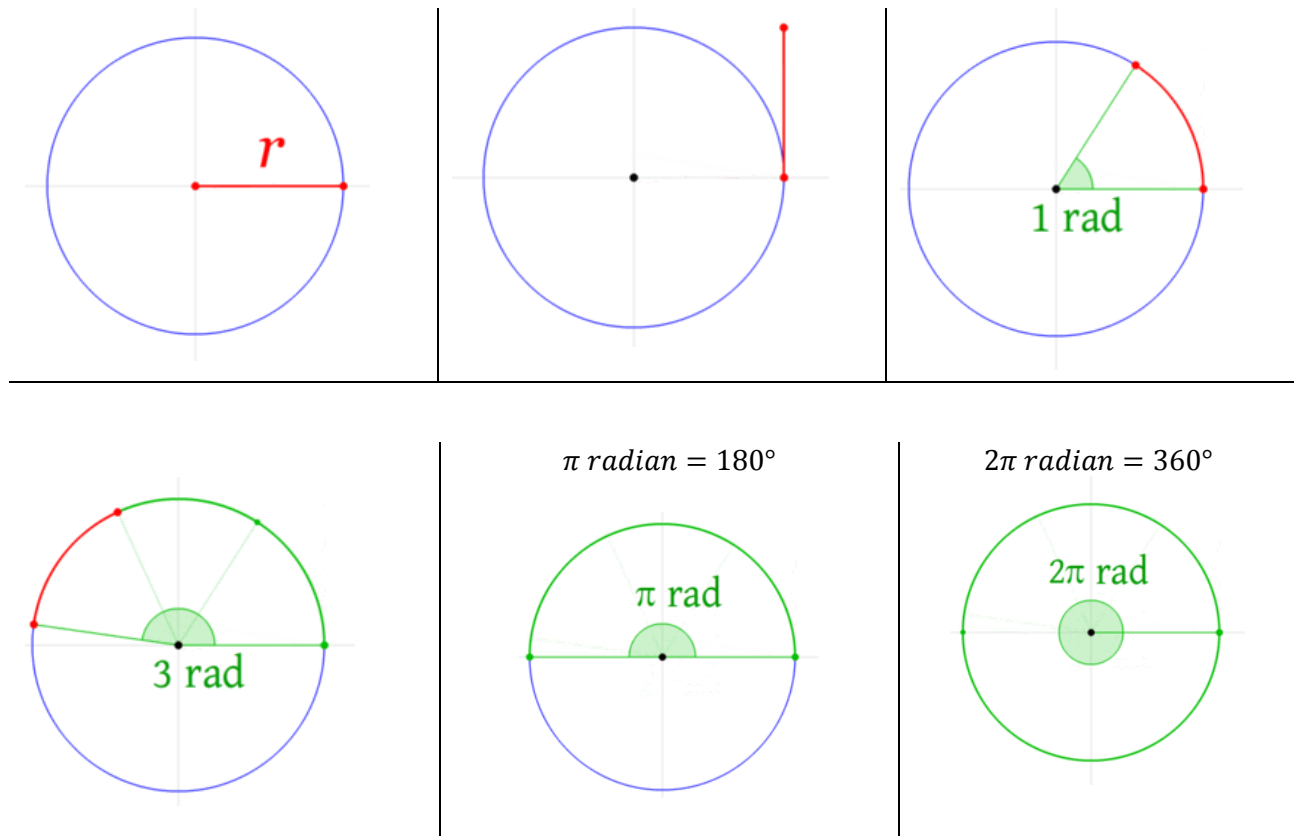 r
1 rad
π radian = 180°
2π radian = 360°
3 rad
π rad
2π rad